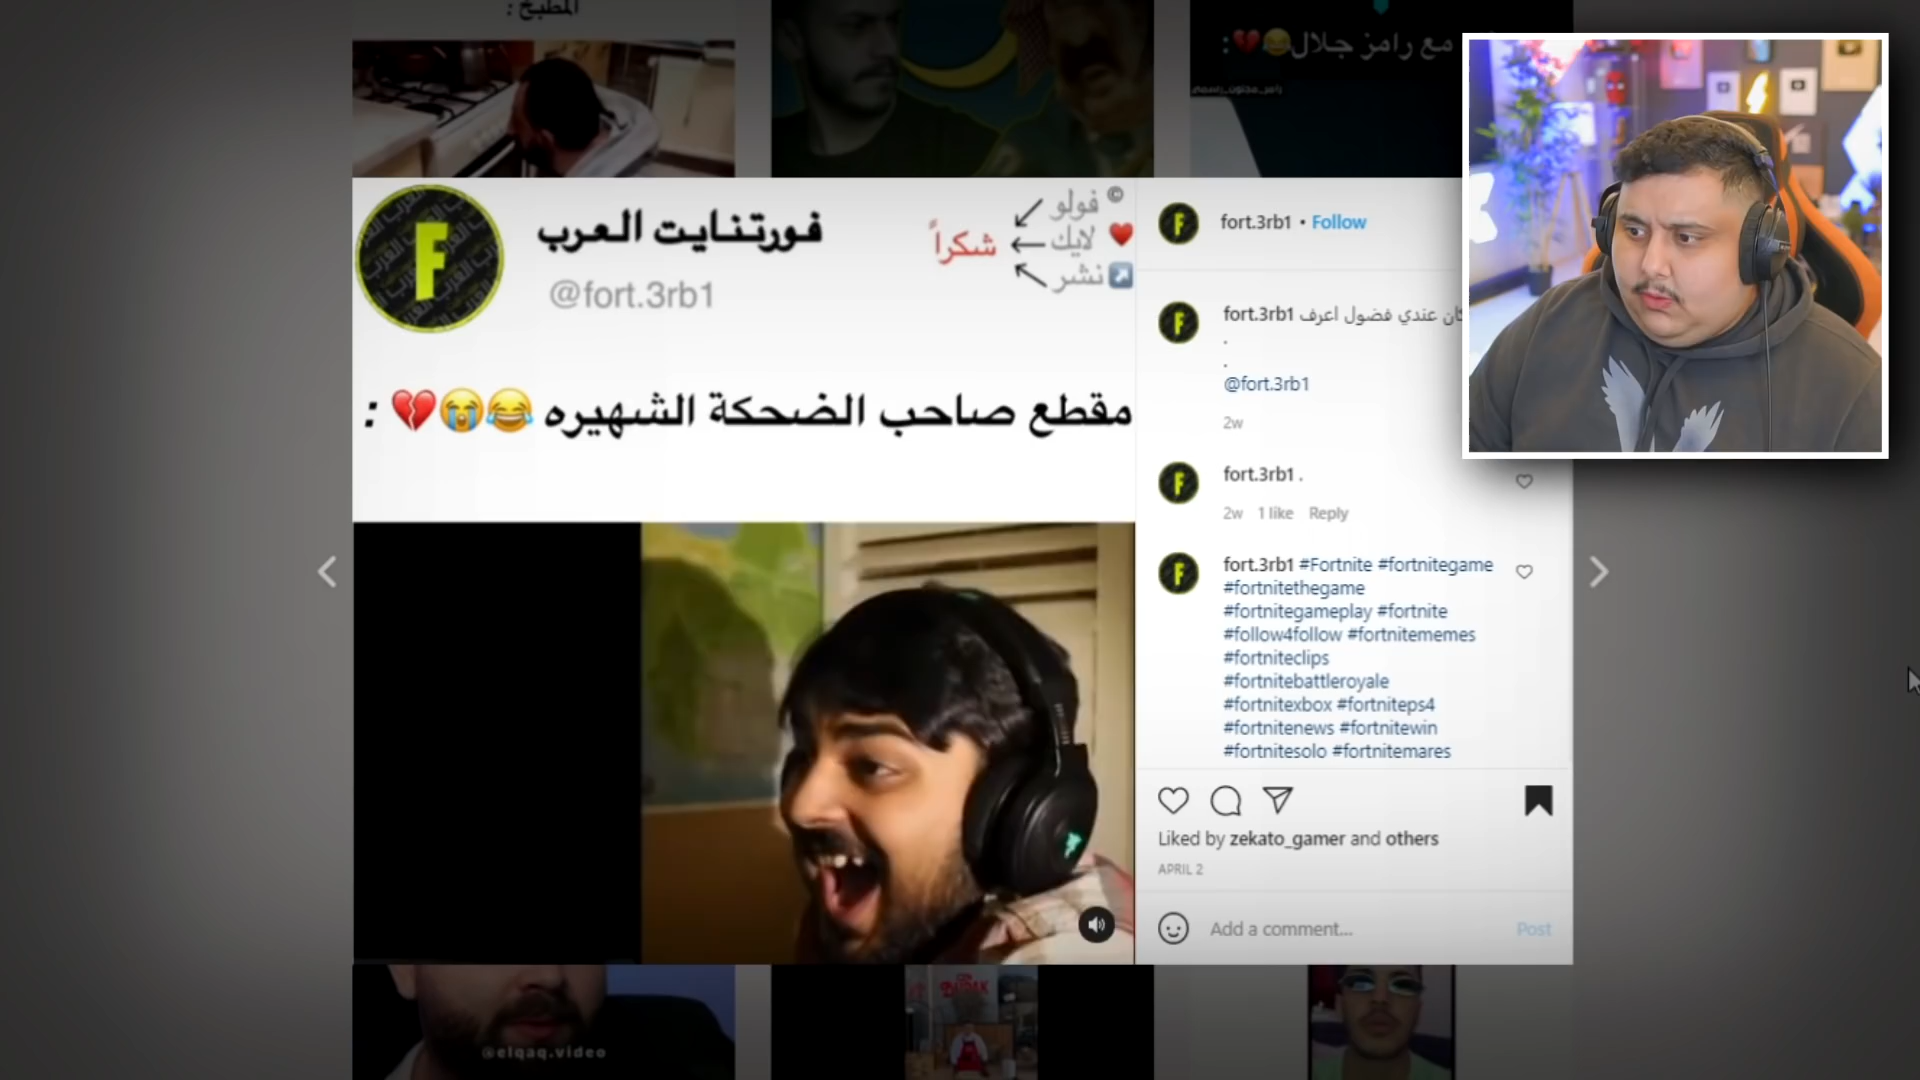 المطبخ :
مع رامز جلال😂💔 :
رامز_مجنون_رسمي
فورتنايت العرب
@fort.3rb1
© فولو
❤️ لايك
نشر
شكراً
مقطع صاحب الضحكة الشهيره 😂😭💔 :
fort.3rb1 • Follow
fort.3rb1 كان عندي فضول اعرف
.
.
@fort.3rb1
2w
fort.3rb1 .
2w 1 like Reply
fort.3rb1 #Fortnite #fortnitegame
#fortnitethegame
#fortnitegameplay #fortnite
#follow4follow #fortnitememes
#fortniteclips
#fortnitebattleroyale
#fortnitexbox #fortniteps4
#fortnitenews #fortnitewin
#fortnitesolo #fortnitemares
Liked by zekato_gamer and others
APRIL 2
Add a comment... Post
@elqaq.video